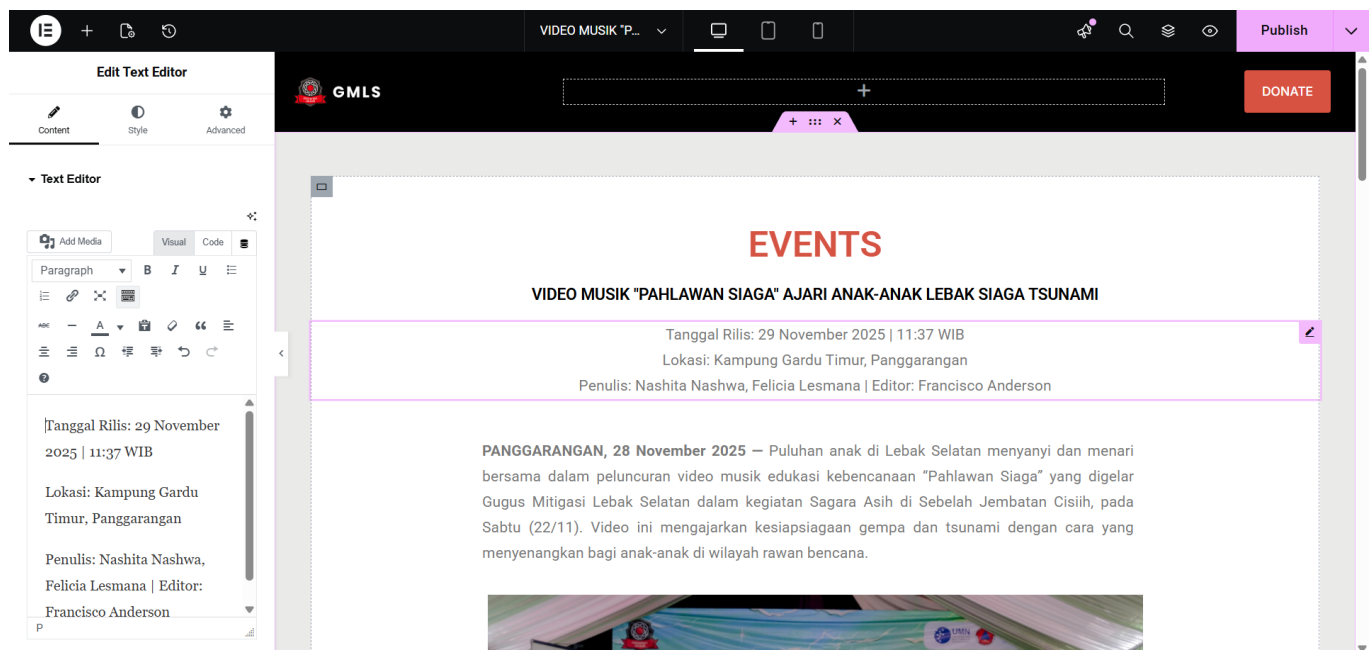 VIDEO MUSIK "P...
Publish
Edit Text Editor
Content
Style
Advanced
Text Editor
Add Media
Visual
Code
Paragraph
B I U
ABC
A
Ω
Tanggal Rilis: 29 November
2025 | 11:37 WIB
Lokasi: Kampung Gardu
Timur, Panggarangan
Penulis: Nashita Nashwa,
Felicia Lesmana | Editor:
Francisco Anderson
P
GMLS
DONATE
EVENTS
VIDEO MUSIK "PAHLAWAN SIAGA" AJARI ANAK-ANAK LEBAK SIAGA TSUNAMI
Tanggal Rilis: 29 November 2025 | 11:37 WIB
Lokasi: Kampung Gardu Timur, Panggarangan
Penulis: Nashita Nashwa, Felicia Lesmana | Editor: Francisco Anderson
PANGGARANGAN, 28 November 2025 — Puluhan anak di Lebak Selatan menyanyi dan menari
bersama dalam peluncuran video musik edukasi kebencanaan “Pahlawan Siaga” yang digelar
Gugus Mitigasi Lebak Selatan dalam kegiatan Sagara Asih di Sebelah Jembatan Cisiih, pada
Sabtu (22/11). Video ini mengajarkan kesiapsiagaan gempa dan tsunami dengan cara yang
menyenangkan bagi anak-anak di wilayah rawan bencana.
UMN